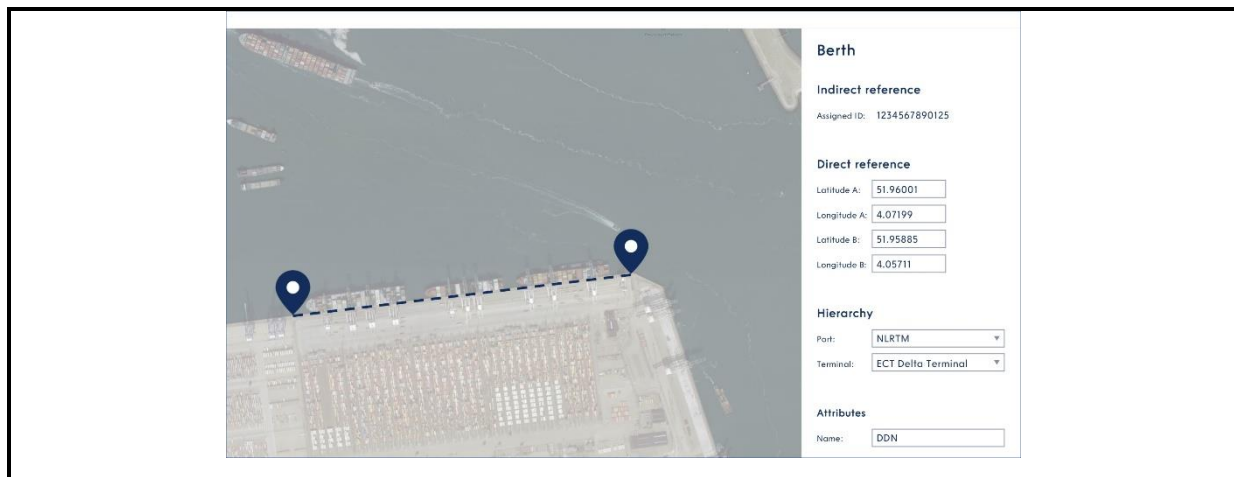 Berth
Indirect reference
Assigned ID: 1234567890125
Direct reference
Latitude A: 51.96001
Longitude A: 4.07199
Latitude B: 51.95885
Longitude B: 4.05711
Hierarchy
Port: NLRTM
Terminal: ECT Delta Terminal
Attributes
Name: DDN